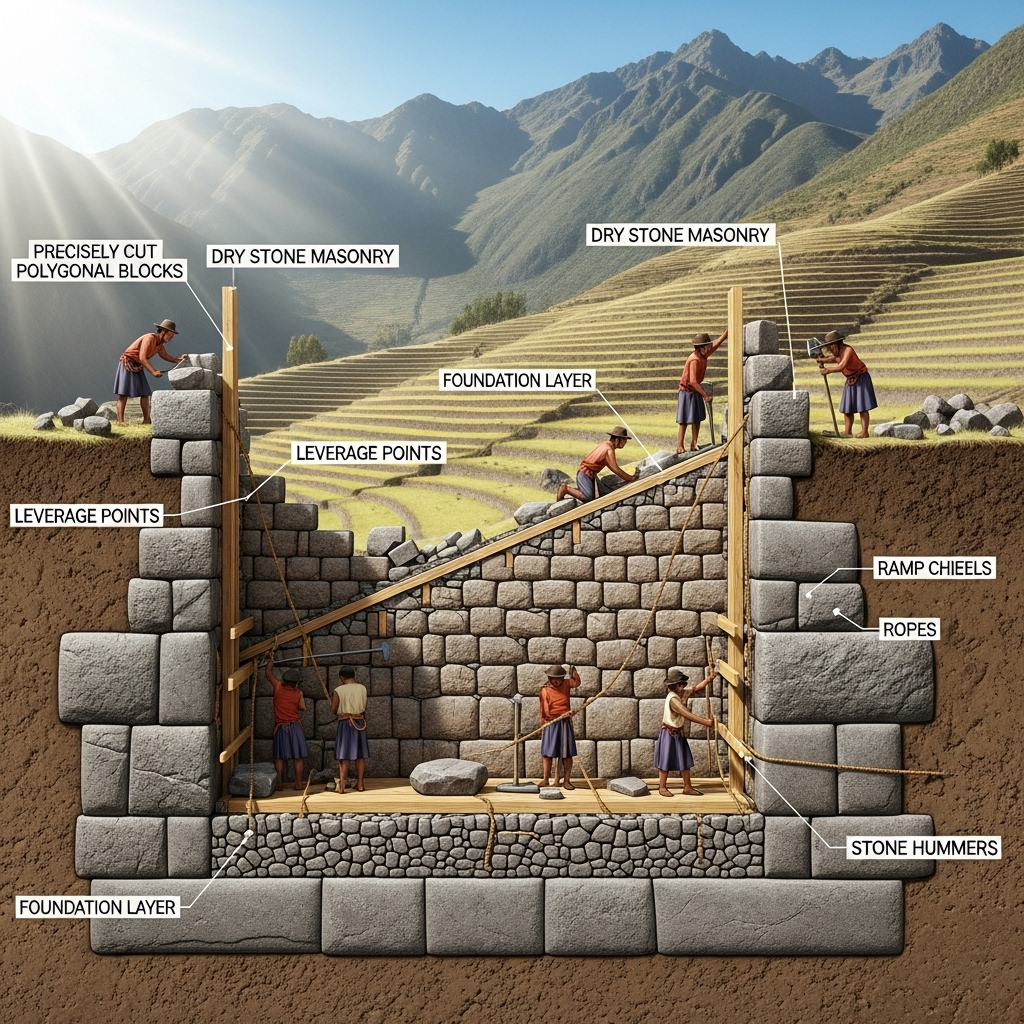 PRECISELY CUT
POLYGONAL BLOCKS
DRY STONE MASONRY
DRY STONE MASONRY
FOUNDATION LAYER
LEVERAGE POINTS
LEVERAGE POINTS
RAMP CHIEELS
ROPES
STONE HUMMERS
FOUNDATION LAYER